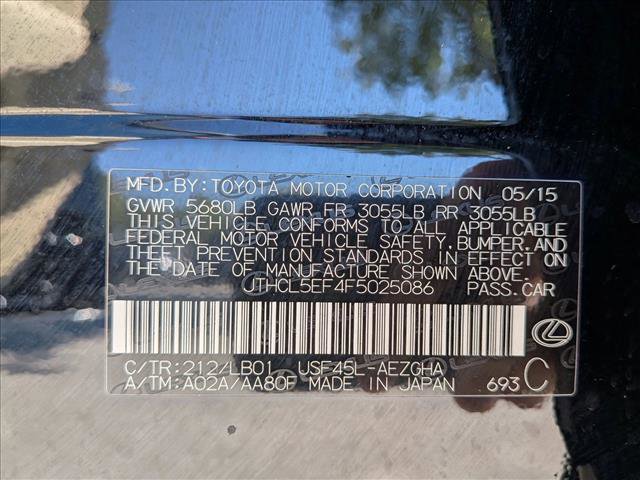 MFD. BY: TOYOTA MOTOR CORPORATION 05/15
GVWR 5680LB GAWR FR 3055LB RR 3055LB
THIS VEHICLE CONFORMS TO ALL APPLICABLE
FEDERAL MOTOR VEHICLE SAFETY, BUMPER, AND
THEFT PREVENTION STANDARDS IN EFFECT ON
THE DATE OF MANUFACTURE SHOWN ABOVE.
JTHCL5EF4F5025086 PASS. CAR
C/TR: 212/LB01 USF45L-AEZGHA
A/TM: A02A/AA80F MADE IN JAPAN 693 C